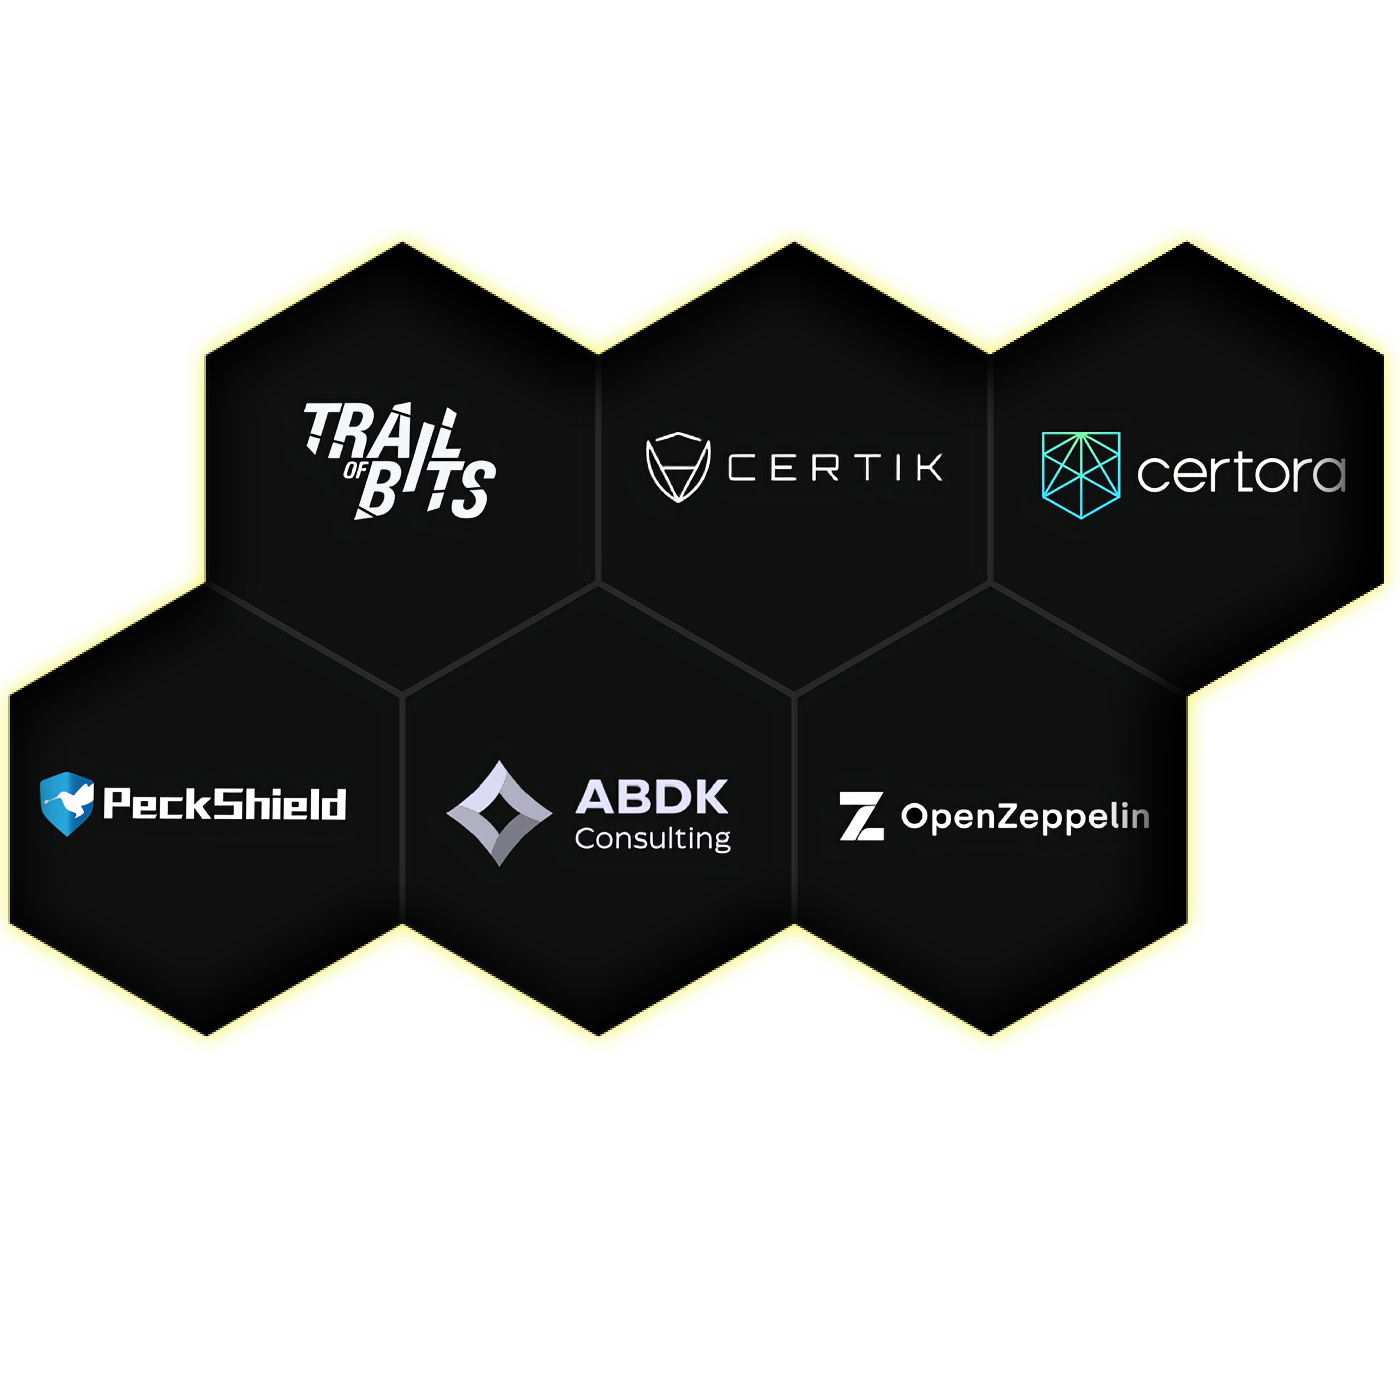 TRAIL
OF
BITS
CERTIK
certora
PeckShield
ABDK
Consulting
OpenZeppelin